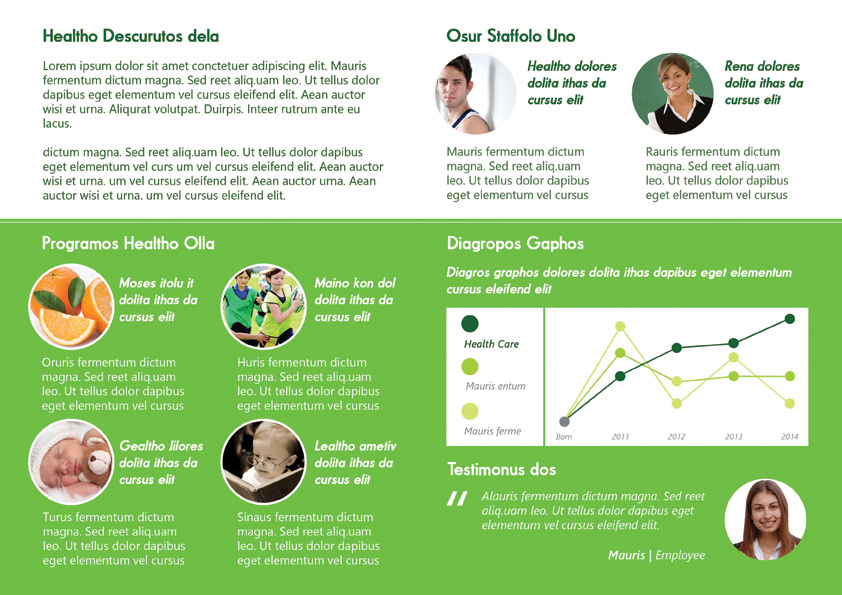 Healtho Descurutos dela
Lorem ipsum dolor sit amet conctetuer adipiscing elit. Mauris
fermentum dictum magna. Sed reet aliq.uam leo. Ut tellus dolor
dapibus eget elementum vel cursus eleifend elit. Aean auctor
wisi et urna. Aliqurat volutpat. Duirpis. Inteer rutrum ante eu
lacus.
dictum magna. Sed reet aliq.uam leo. Ut tellus dolor dapibus
eget elementum vel curs um vel cursus eleifend elit. Aean auctor
wisi et urna. um vel cursus eleifend elit. Aean auctor urna. Aean
auctor wisi et urna. um vel cursus eleifend elit.
Osur Staffolo Uno
Healtho dolores
dolita ithas da
cursus elit
Mauris fermentum dictum
magna. Sed reet aliq.uam
leo. Ut tellus dolor dapibus
eget elementum vel cursus
Rena dolores
dolita ithas da
cursus elit
Rauris fermentum dictum
magna. Sed reet aliq.uam
leo. Ut tellus dolor dapibus
eget elementum vel cursus
Programos Healtho Olla
Moses itolu it
dolita ithas da
cursus elit
Oruris fermentum dictum
magna. Sed reet aliq.uam
leo. Ut tellus dolor dapibus
eget elementum vel cursus
Maino kon dol
dolita ithas da
cursus elit
Huris fermentum dictum
magna. Sed reet aliq.uam
leo. Ut tellus dolor dapibus
eget elementum vel cursus
Gealtho Jilores
dolita ithas da
cursus elit
Turus fermentum dictum
magna. Sed reet aliq.uam
leo. Ut tellus dolor dapibus
eget elementum vel cursus
Lealtho ametiv
dolita ithas da
cursus elit
Sinaus fermentum dictum
magna. Sed reet aliq.uam
leo. Ut tellus dolor dapibus
eget elementum vel cursus
Diagropos Gaphos
Diagros graphos dolores dolita ithas dapibus eget elementum
cursus eleifend elit
Health Care
Mauris entum
Mauris ferme
Born 2011 2012 2013 2014
Testimonus dos
" Alauris fermentum dictum magna. Sed reet
aliq.uam leo. Ut tellus dolor dapibus eget
elementum vel cursus eleifend elit.
Mauris | Employee